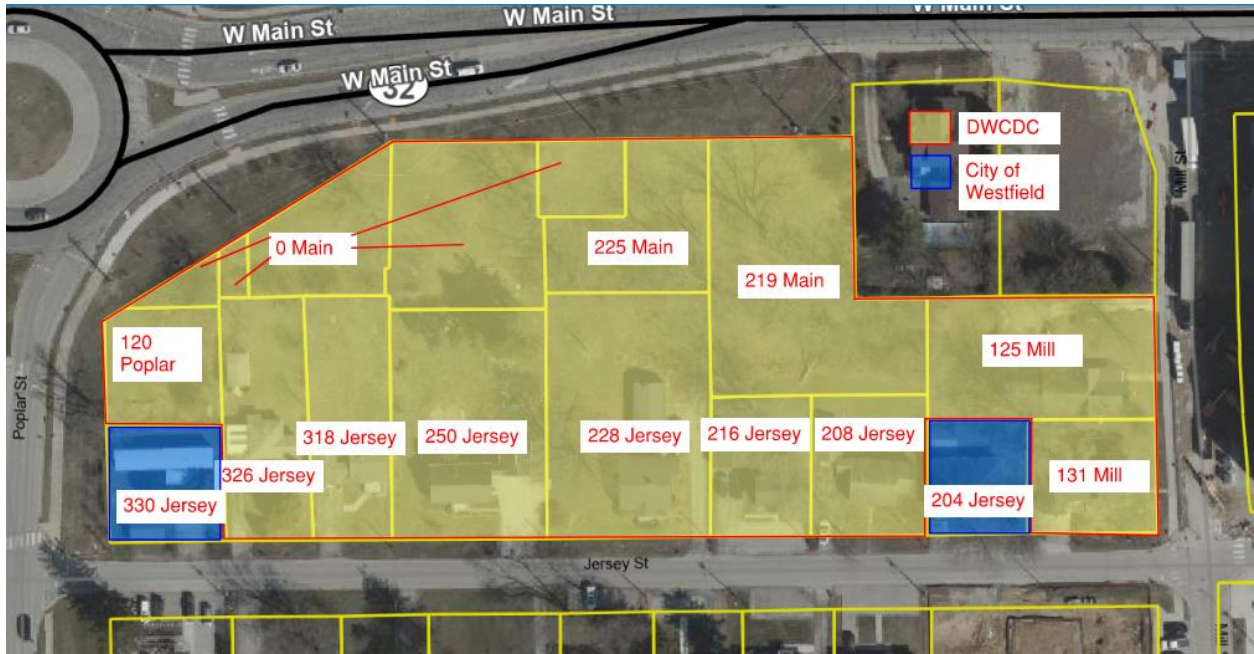 W Main St
W Main St
W Main St
32
DWCDC
City of
Westfield
Mill St
0 Main
225 Main
219 Main
120
Poplar
125 Mill
Poplar St
318 Jersey
250 Jersey
228 Jersey
216 Jersey
208 Jersey
326 Jersey
131 Mill
330 Jersey
204 Jersey
Jersey St